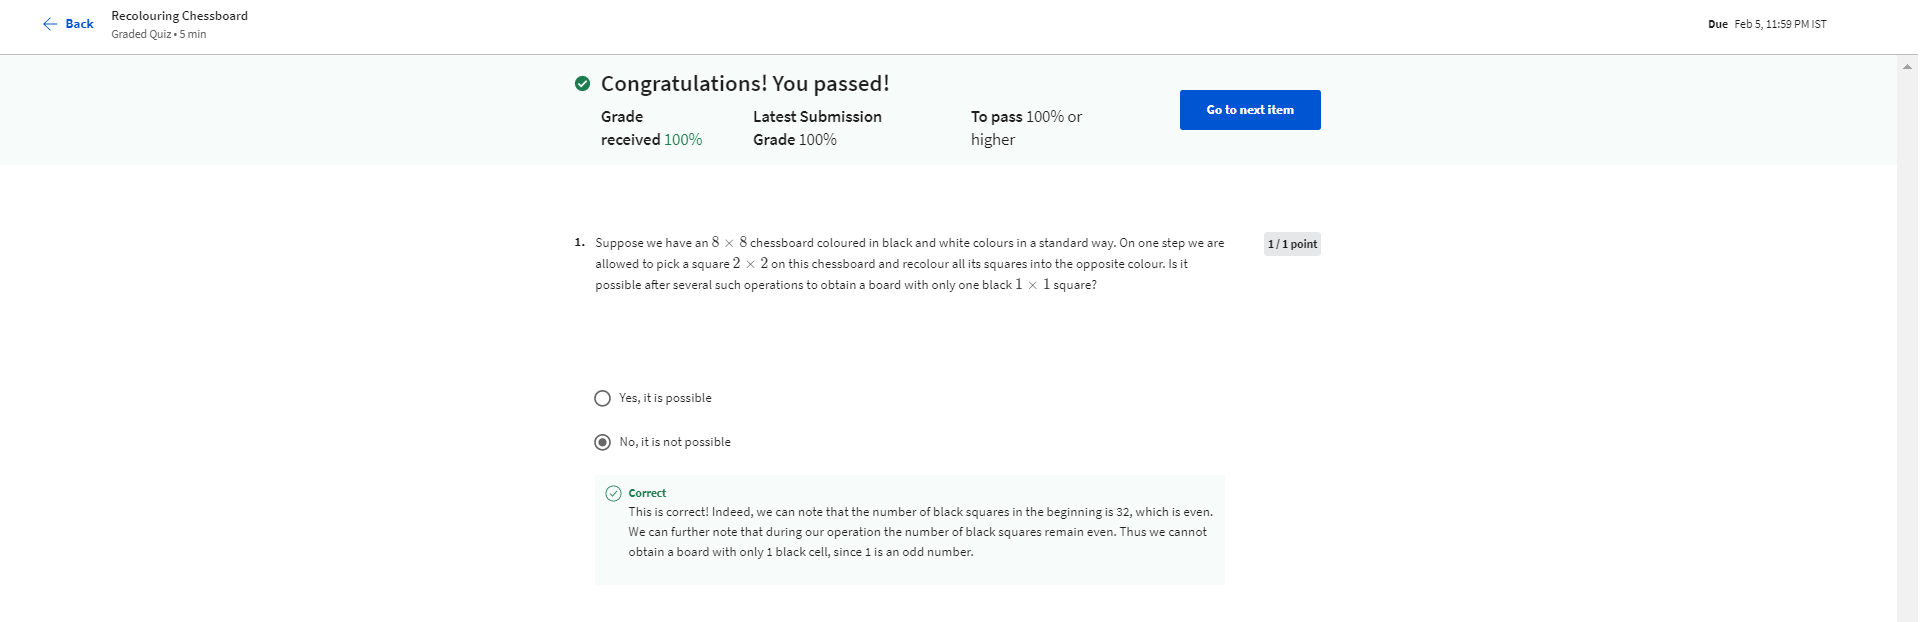 Back
Recolouring Chessboard
Graded Quiz • 5 min
Due Feb 5, 11:59 PM IST
Congratulations! You passed!
Grade
received 100%
Latest Submission
Grade 100%
To pass 100% or
higher
Go to next item
1. Suppose we have an 8 × 8 chessboard coloured in black and white colours in a standard way. On one step we are
allowed to pick a square 2 × 2 on this chessboard and recolour all its squares into the opposite colour. Is it
possible after several such operations to obtain a board with only one black 1 × 1 square?
1 / 1 point
Yes, it is possible
No, it is not possible
Correct
This is correct! Indeed, we can note that the number of black squares in the beginning is 32, which is even.
We can further note that during our operation the number of black squares remain even. Thus we cannot
obtain a board with only 1 black cell, since 1 is an odd number.